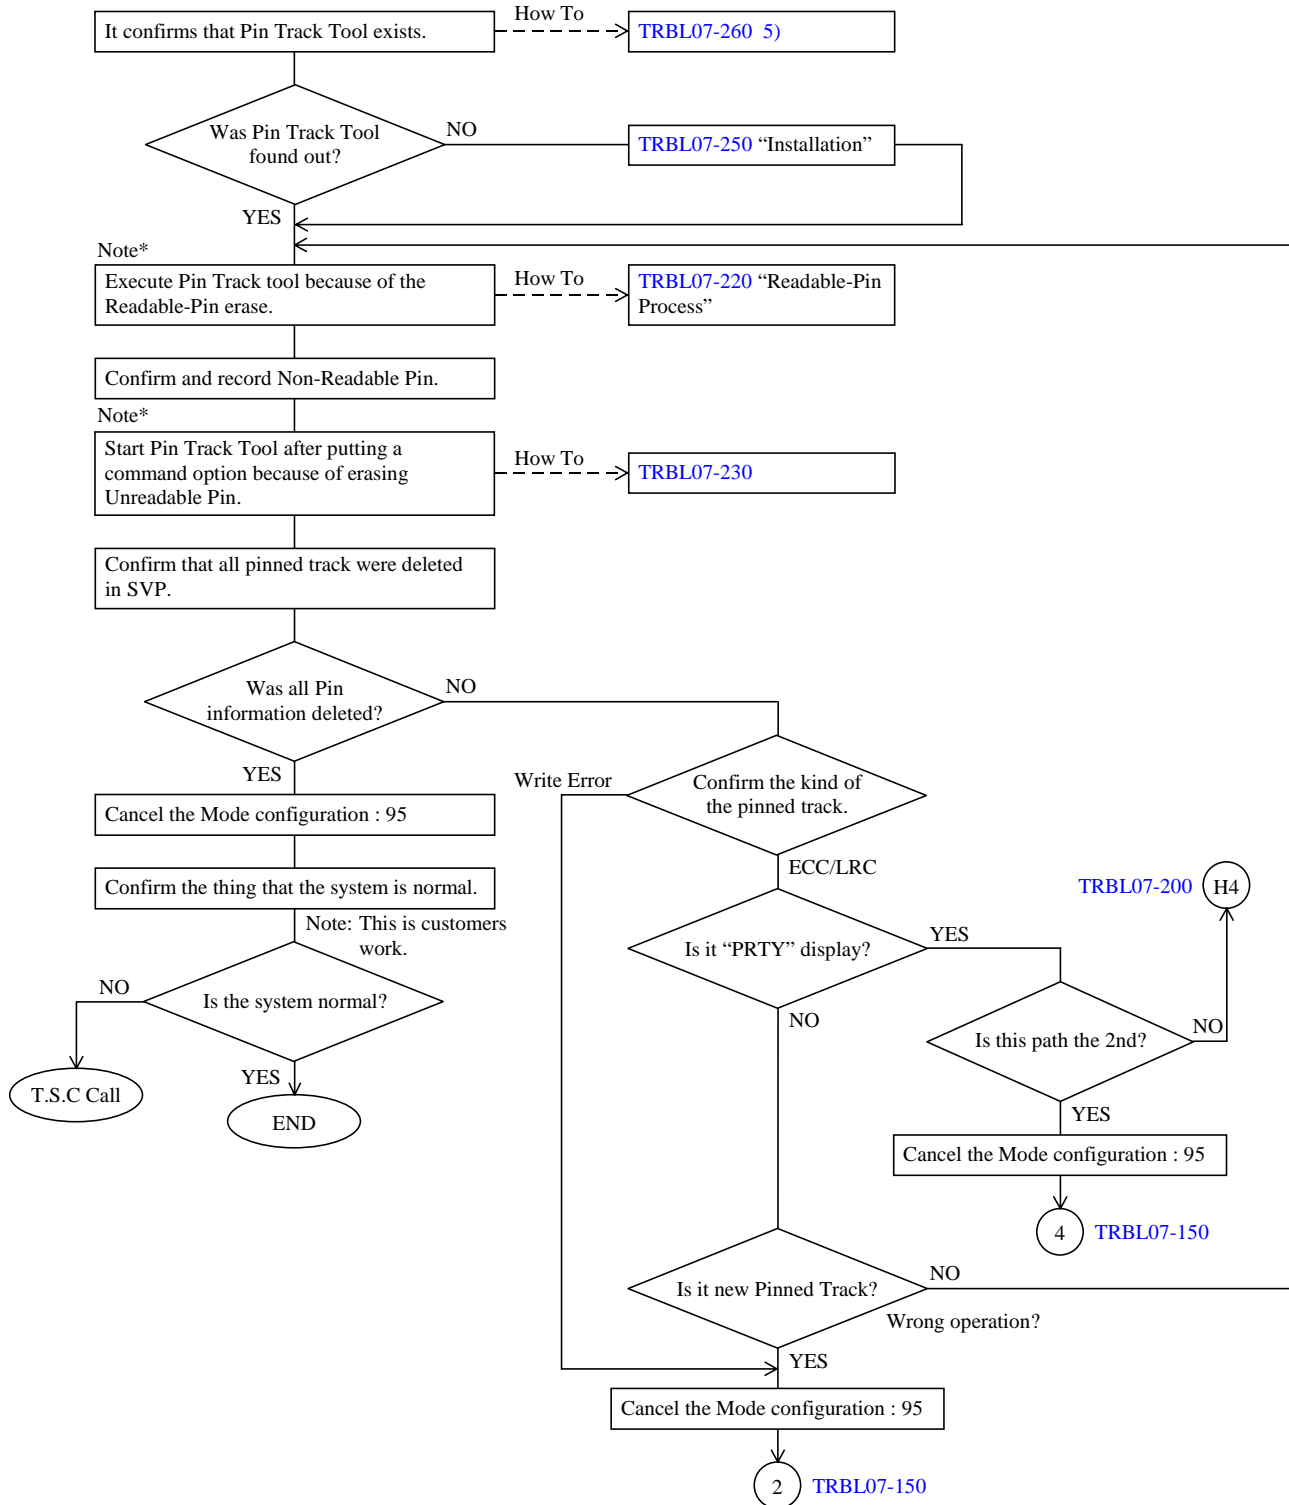 How To
It confirms that Pin Track Tool exists.
TRBL07-260  5)
Was Pin Track Tool
found out?
NO
TRBL07-250 “Installation”
YES
Note*
Execute Pin Track tool because of the
Readable-Pin erase.
How To
TRBL07-220 “Readable-Pin
Process”
Confirm and record Non-Readable Pin.
Note*
Start Pin Track Tool after putting a
command option because of erasing
Unreadable Pin.
How To
TRBL07-230
Confirm that all pinned track were deleted
in SVP.
Was all Pin
information deleted?
NO
YES
Write Error
Confirm the kind of
the pinned track.
Cancel the Mode configuration : 95
ECC/LRC
Confirm the thing that the system is normal.
TRBL07-200
H4
Note:  This is customers
work.
Is it “PRTY” display?
YES
NO
Is the system normal?
NO
Is this path the 2nd?
NO
YES
T.S.C Call
END
YES
Cancel the Mode configuration : 95
4
TRBL07-150
Is it new Pinned Track?
NO
Wrong operation?
YES
Cancel the Mode configuration : 95
2
TRBL07-150